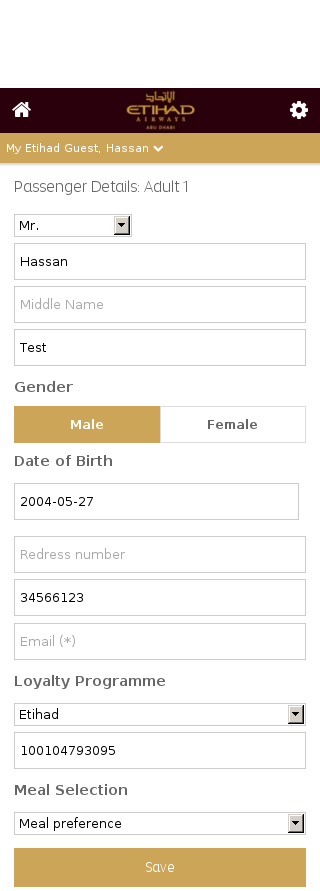 الإتحاد
ETIHAD
AIRWAYS
ABU DHABI
My Etihad Guest, Hassan
Passenger Details: Adult 1
Mr.
Hassan
Middle Name
Test
Gender
Male Female
Date of Birth
2004-05-27
Redress number
34566123
Email (*)
Loyalty Programme
Etihad
100104793095
Meal Selection
Meal preference
Save